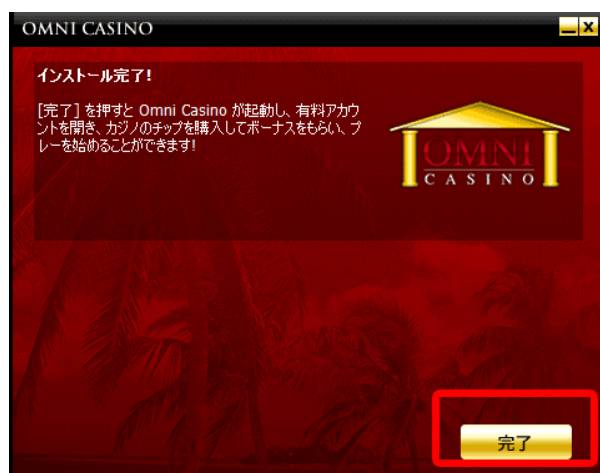 OMNI CASINO
インストール完了!
[完了] を押すと Omni Casino が起動し、有料アカウ
ントを開き、カジノのチップを購入してボーナスをもらい、プ
レーを始めることができます!
OMNI
CASINO
完了